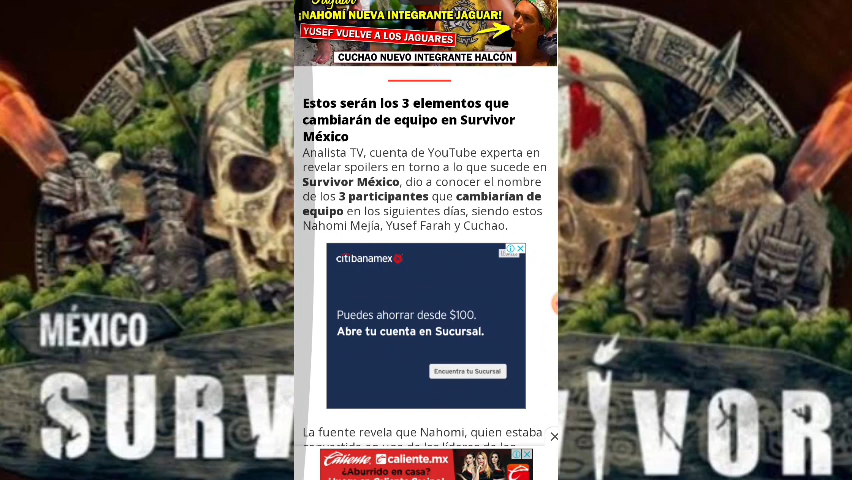 ¡NAHOMI NUEVA INTEGRANTE JAGUAR!
YUSEF VUELVE A LOS JAGUARES
CUCHAO NUEVO INTEGRANTE HALCÓN
Estos serán los 3 elementos que
cambiarán de equipo en Survivor
México
Analista TV, cuenta de YouTube experta en
revelar spoilers en torno a lo que sucede en
Survivor México, dio a conocer el nombre
de los 3 participantes que cambiarían de
equipo en los siguientes días, siendo estos
Nahomi Mejía, Yusef Farah y Cuchao.
citibanamex
Puedes ahorrar desde $100.
Abre tu cuenta en Sucursal.
Encuentra tu Sucursal
La fuente revela que Nahomi, quien estaba
Caliente caliente.mx
¿Aburrido en casa?
MÉXICO
SURV
IVOR